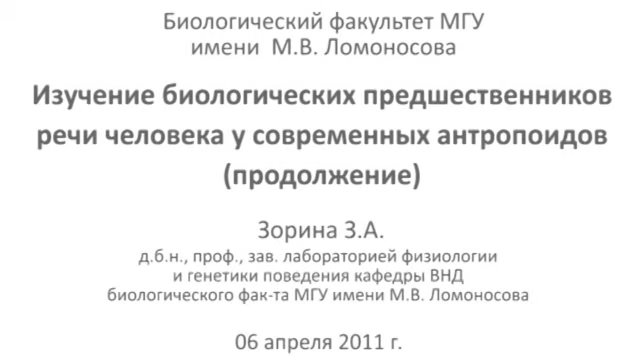 Биологический факультет МГУ
имени М.В. Ломоносова
Изучение биологических предшественников
речи человека у современных антропоидов
(продолжение)
Зорина З.А.
д.б.н., проф., зав. лабораторией физиологии
и генетики поведения кафедры ВНД
биологического фак-та МГУ имени М.В. Ломоносова
06 апреля 2011 г.